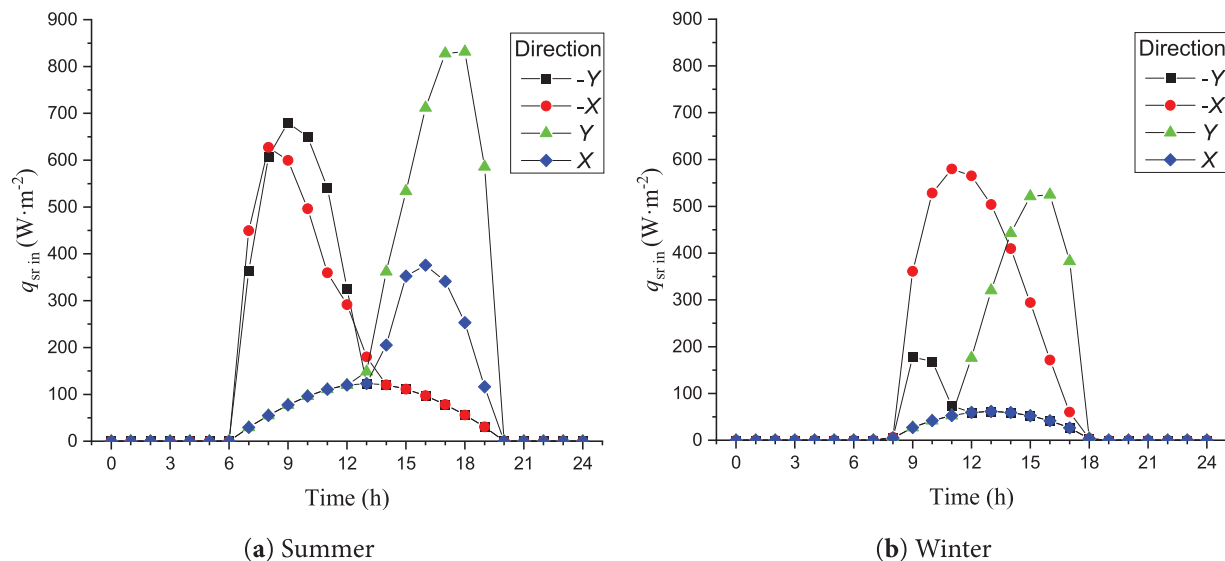 900
800
700
600
500
400
300
200
100
0
q_sr in (W·m⁻²)
0 3 6 9 12 15 18 21 24
Time (h)
Direction
-Y
-X
Y
X
(a) Summer
900
800
700
600
500
400
300
200
100
0
q_sr in (W·m⁻²)
0 3 6 9 12 15 18 21 24
Time (h)
Direction
-Y
-X
Y
X
(b) Winter